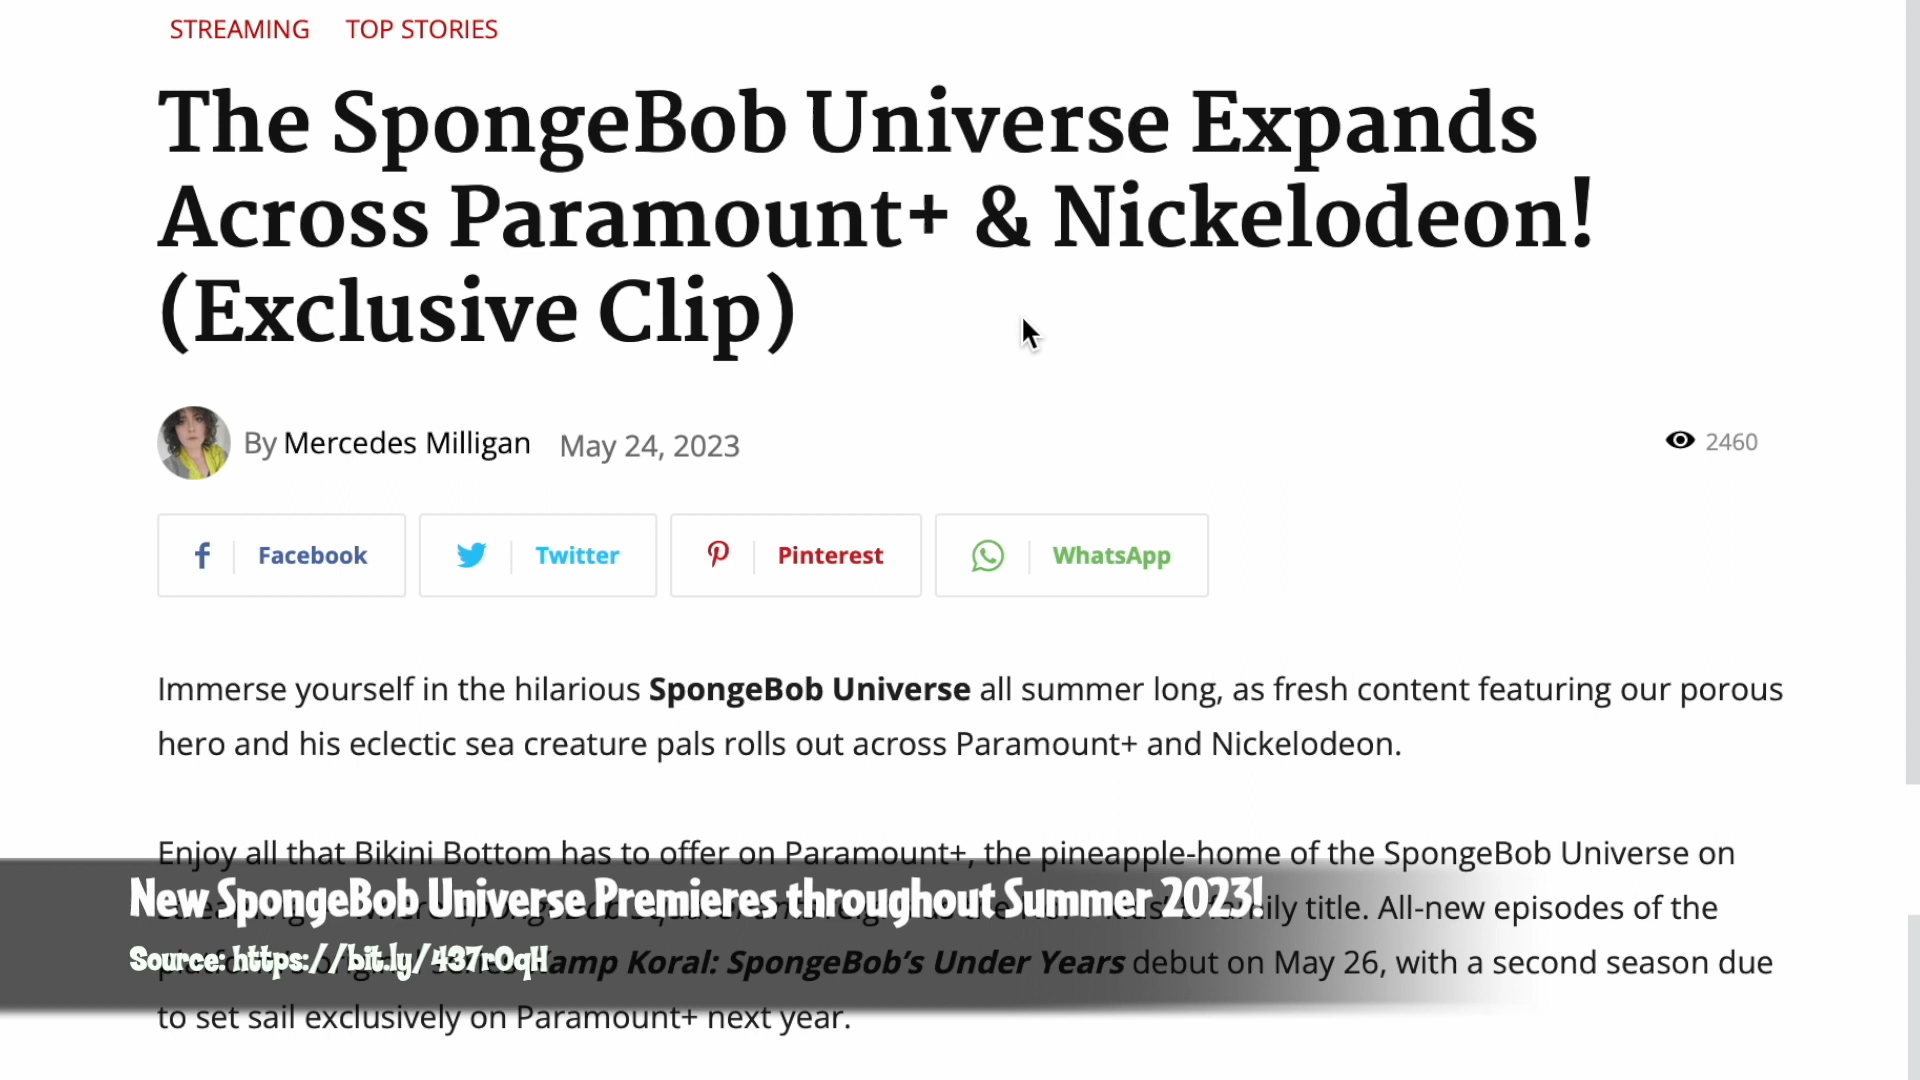 STREAMING TOP STORIES
The SpongeBob Universe Expands
Across Paramount+ & Nickelodeon!
(Exclusive Clip)
By Mercedes Milligan May 24, 2023 2460
Facebook Twitter Pinterest WhatsApp
Immerse yourself in the hilarious SpongeBob Universe all summer long, as fresh content featuring our porous
hero and his eclectic sea creature pals rolls out across Paramount+ and Nickelodeon.
Enjoy all that Bikini Bottom has to offer on Paramount+, the pineapple-home of the SpongeBob Universe on
title. All-new episodes of the
New SpongeBob Universe Premieres throughout Summer 2023!
Koral: SpongeBob's Under Years debut on May 26, with a second season due
Source: https://bit.ly/437rOqH
to set sail exclusively on Paramount+ next year.